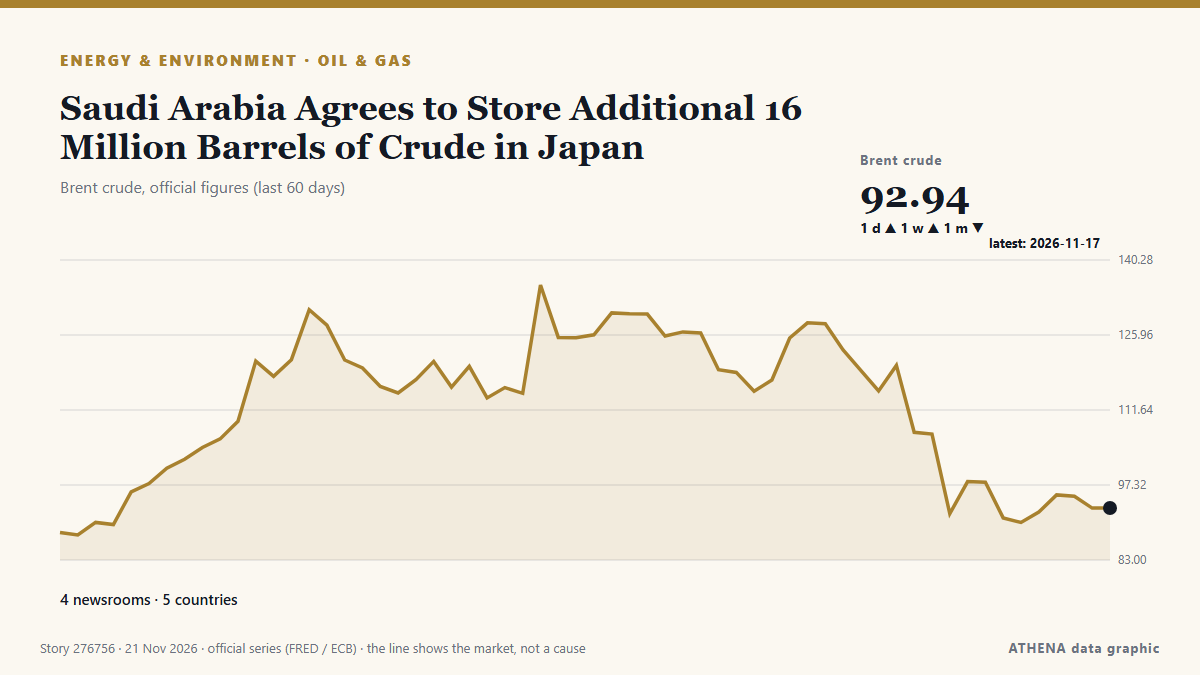 ENERGY & ENVIRONMENT · OIL & GAS
Saudi Arabia Agrees to Store Additional 16
Million Barrels of Crude in Japan
Brent crude, official figures (last 60 days)
Brent crude
92.94
1 d ▲ 1 w ▲ 1 m ▼
latest: 2026-11-17
140.28
125.96
111.64
97.32
83.00
4 newsrooms · 5 countries
Story 276756 · 21 Nov 2026 · official series (FRED / ECB) · the line shows the market, not a cause
ATHENA data graphic